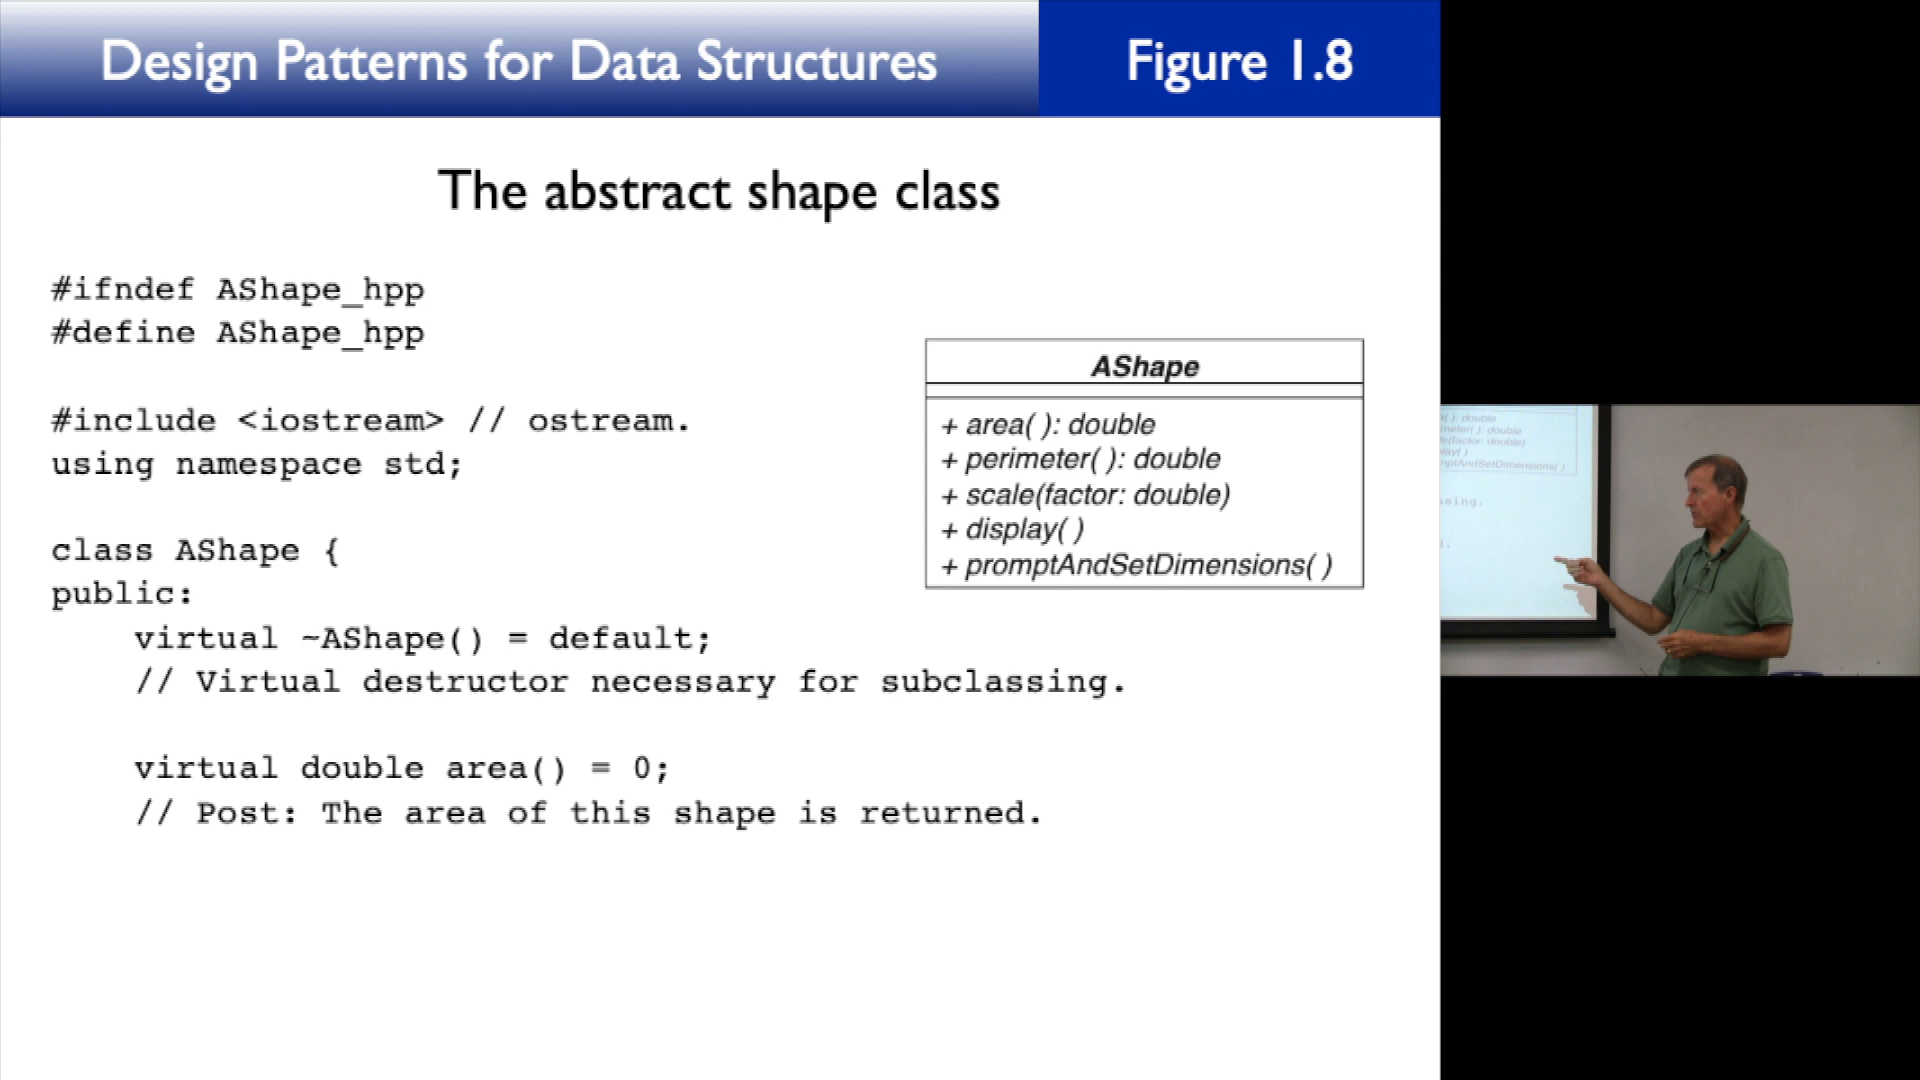 Design Patterns for Data Structures
Figure 1.8
The abstract shape class
#ifndef AShape_hpp
#define AShape_hpp
#include <iostream> // ostream.
using namespace std;
class AShape {
public:
virtual ~AShape() = default;
// Virtual destructor necessary for subclassing.
virtual double area() = 0;
// Post: The area of this shape is returned.
AShape
+ area( ): double
+ perimeter( ): double
+ scale(factor: double)
+ display( )
+ promptAndSetDimensions( )